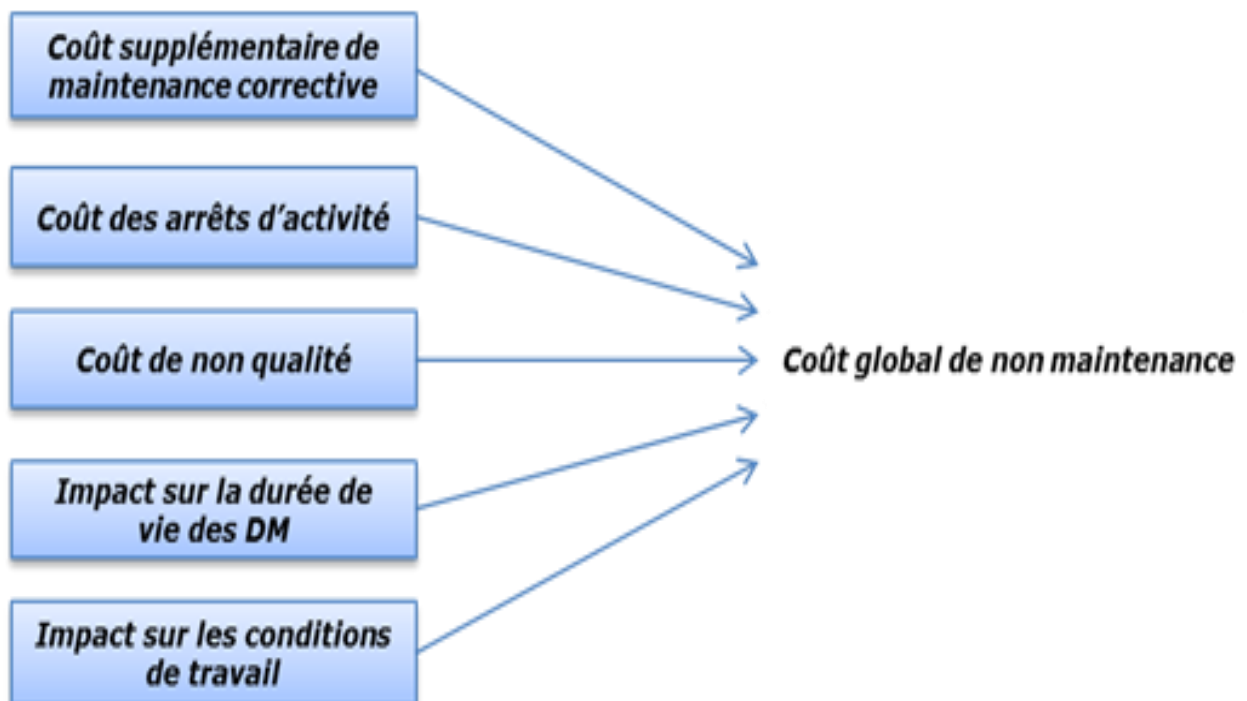 Coût supplémentaire de
maintenance corrective
Coût des arrêts d’activité
Coût de non qualité
Coût global de non maintenance
Impact sur la durée de
vie des DM
Impact sur les conditions
de travail